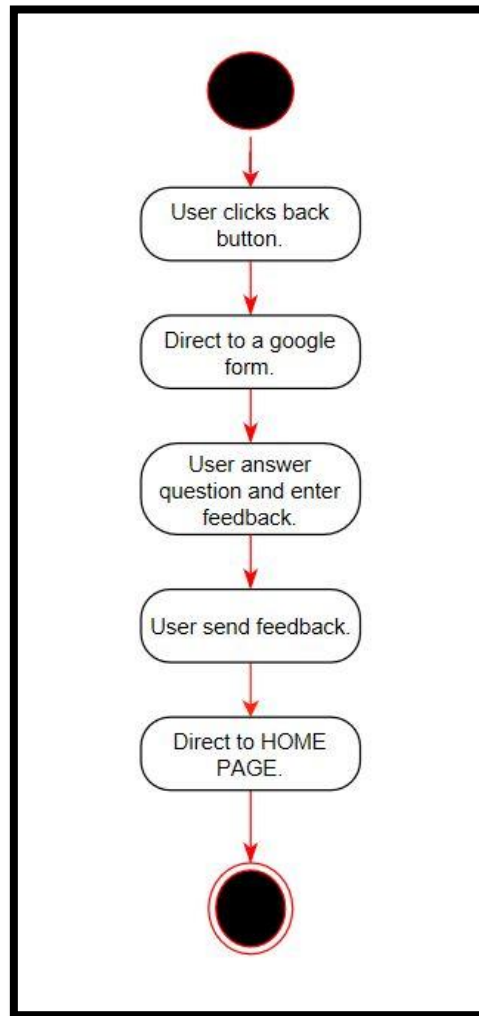 User clicks back
button.
Direct to a google
form.
User answer
question and enter
feedback.
User send feedback.
Direct to HOME
PAGE.